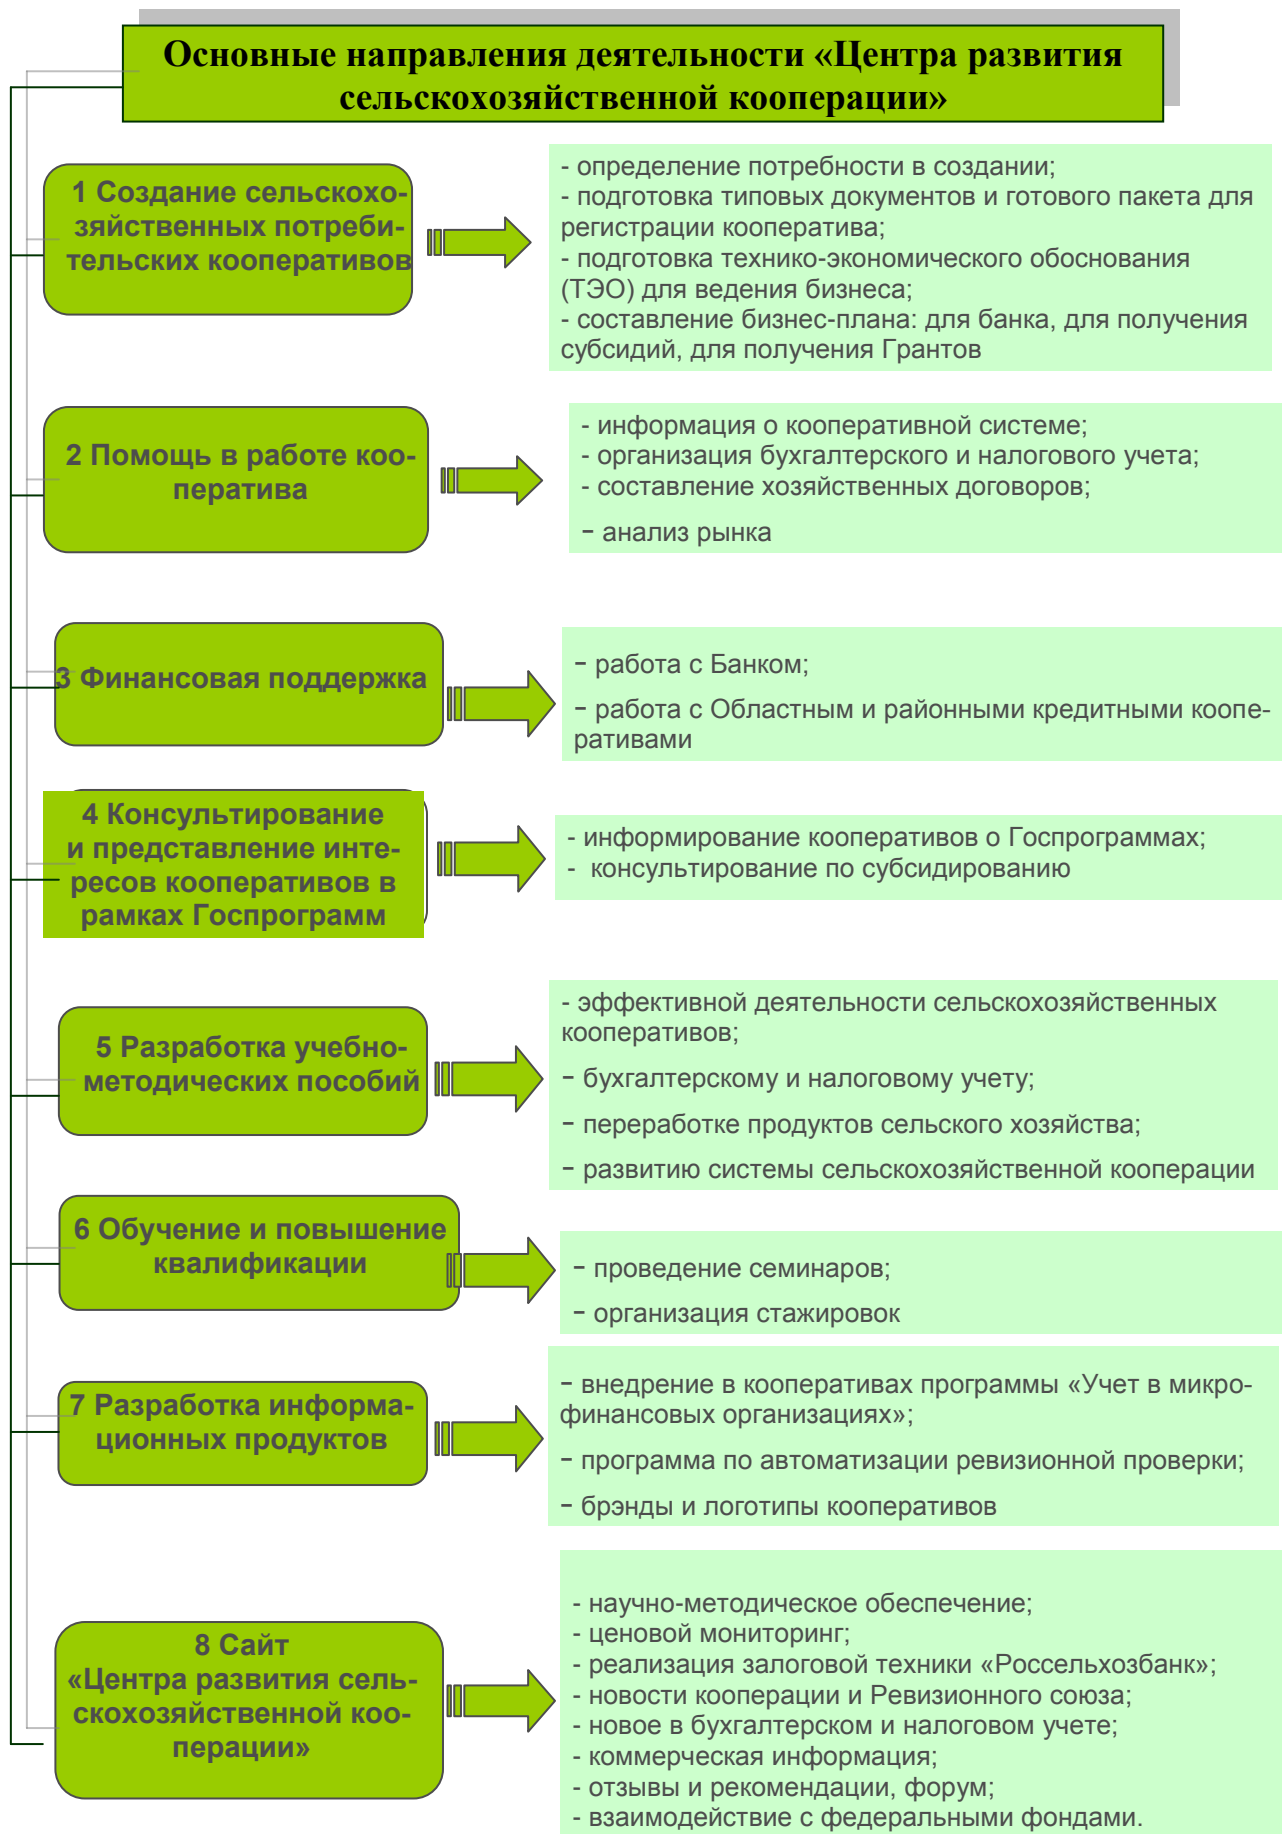 Основные направления деятельности «Центра развития
сельскохозяйственной кооперации»
1 Создание сельскохо-
зяйственных потреби-
тельских кооперативов
- определение потребности в создании;
- подготовка типовых документов и готового пакета для
регистрации кооператива;
- подготовка технико-экономического обоснования
(ТЭО) для ведения бизнеса;
- составление бизнес-плана: для банка, для получения
субсидий, для получения Грантов
2 Помощь в работе коо-
ператива
- информация о кооперативной системе;
- организация бухгалтерского и налогового учета;
- составление хозяйственных договоров;
− анализ рынка
3 Финансовая поддержка
− работа с Банком;
− работа с Областным и районными кредитными коопе-
ративами
4 Консультирование
и представление инте-
ресов кооперативов в
рамках Госпрограмм
- информирование кооперативов о Госпрограммах;
- консультирование по субсидированию
5 Разработка учебно-
методических пособий
- эффективной деятельности сельскохозяйственных
кооперативов;
− бухгалтерскому и налоговому учету;
− переработке продуктов сельского хозяйства;
− развитию системы сельскохозяйственной кооперации
6 Обучение и повышение
квалификации
− проведение семинаров;
− организация стажировок
7 Разработка информа-
ционных продуктов
− внедрение в кооперативах программы «Учет в микро-
финансовых организациях»;
− программа по автоматизации ревизионной проверки;
− брэнды и логотипы кооперативов
8 Сайт
«Центра развития сель-
скохозяйственной коо-
перации»
- научно-методическое обеспечение;
- ценовой мониторинг;
- реализация залоговой техники «Россельхозбанк»;
- новости кооперации и Ревизионного союза;
- новое в бухгалтерском и налоговом учете;
- коммерческая информация;
- отзывы и рекомендации, форум;
- взаимодействие с федеральными фондами.